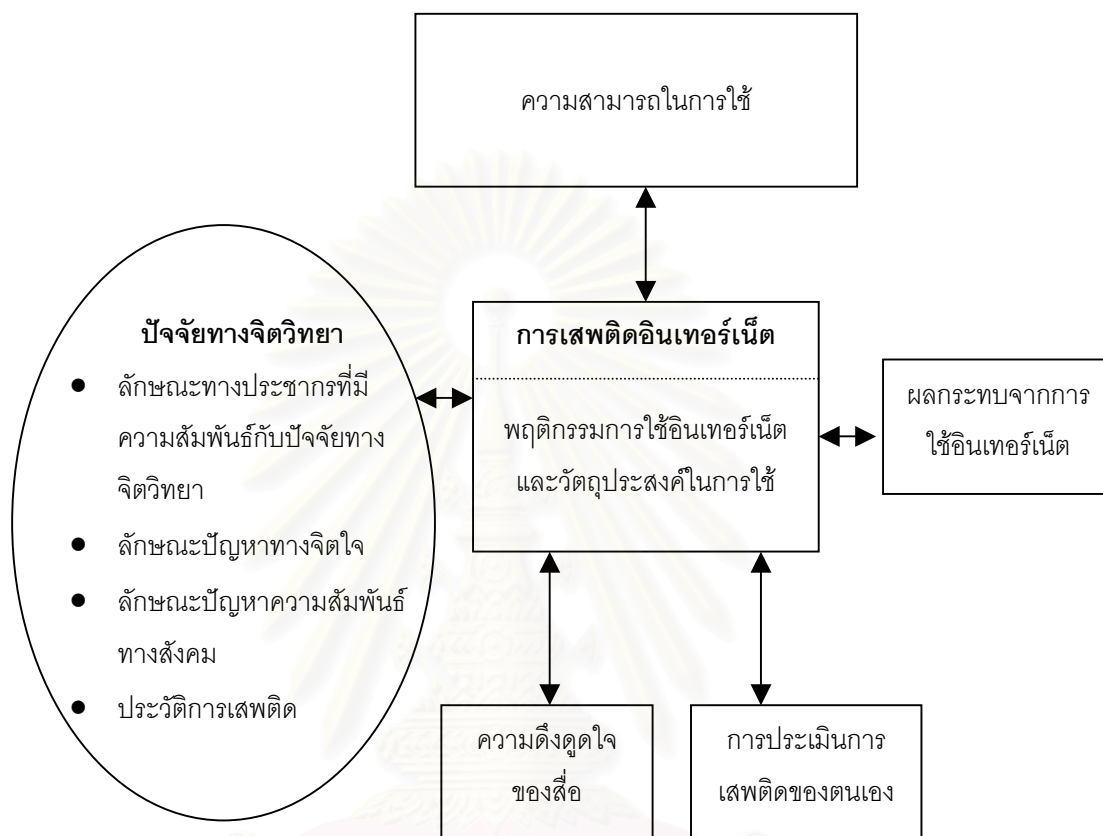 ความสามารถในการใช้
ปัจจัยทางจิตวิทยา
● ลักษณะทางประชากรที่มี
ความสัมพันธ์กับปัจจัยทาง
จิตวิทยา
● ลักษณะปัญหาทางจิตใจ
● ลักษณะปัญหาความสัมพันธ์
ทางสังคม
● ประวัติการเสพติด
การเสพติดอินเทอร์เน็ต
พฤติกรรมการใช้อินเทอร์เน็ต
และวัตถุประสงค์ในการใช้
ผลกระทบจากการ
ใช้อินเทอร์เน็ต
ความดึงดูดใจ
ของสื่อ
การประเมินการ
เสพติดของตนเอง